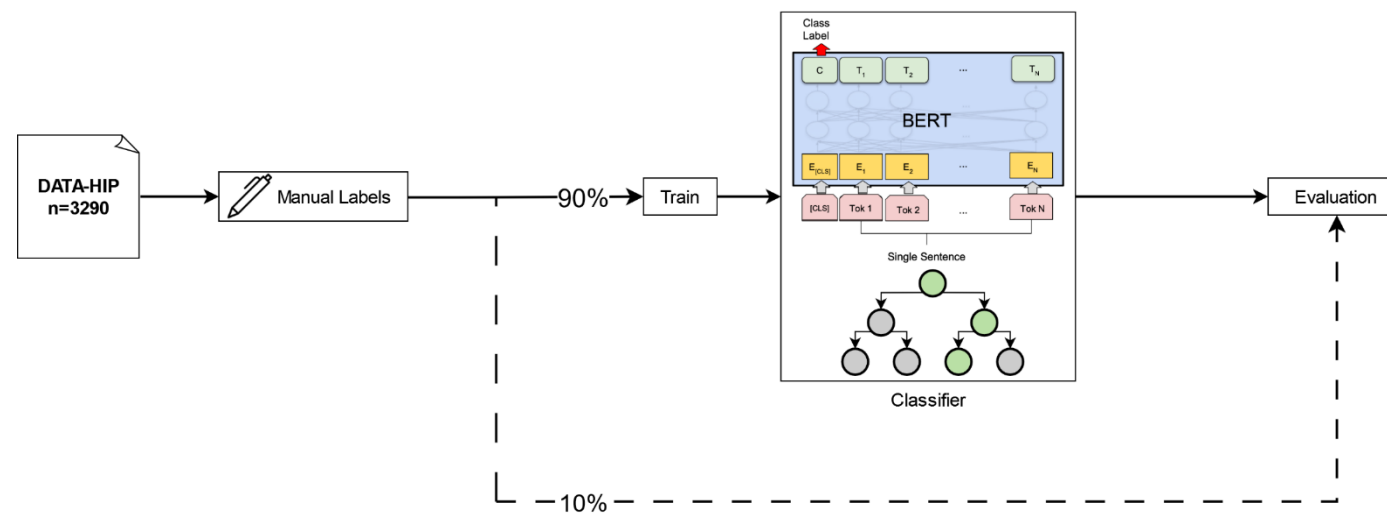 Class
Label
C
T1
T2
...
TN
...
BERT
...
E[CLS]
E1
E2
...
EN
[CLS]
Tok 1
Tok 2
...
Tok N
Single Sentence
DATA-HIP
n=3290
Manual Labels
90%
Train
Evaluation
Classifier
10%